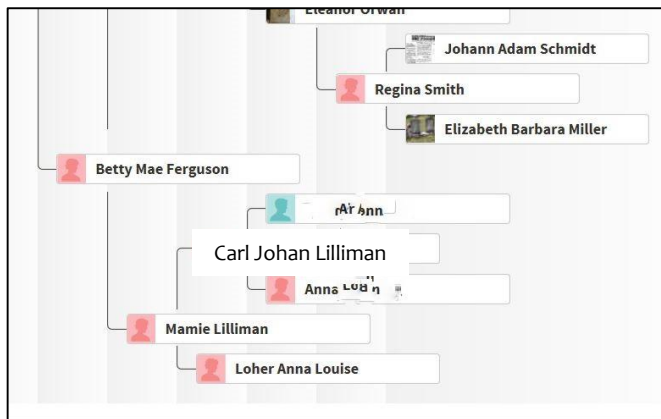 Eleanor Orwan
Johann Adam Schmidt
Regina Smith
Elizabeth Barbara Miller
Betty Mae Ferguson
Carl Johan Lilliman
Anna
Mamie Lilliman
Loher Anna Louise